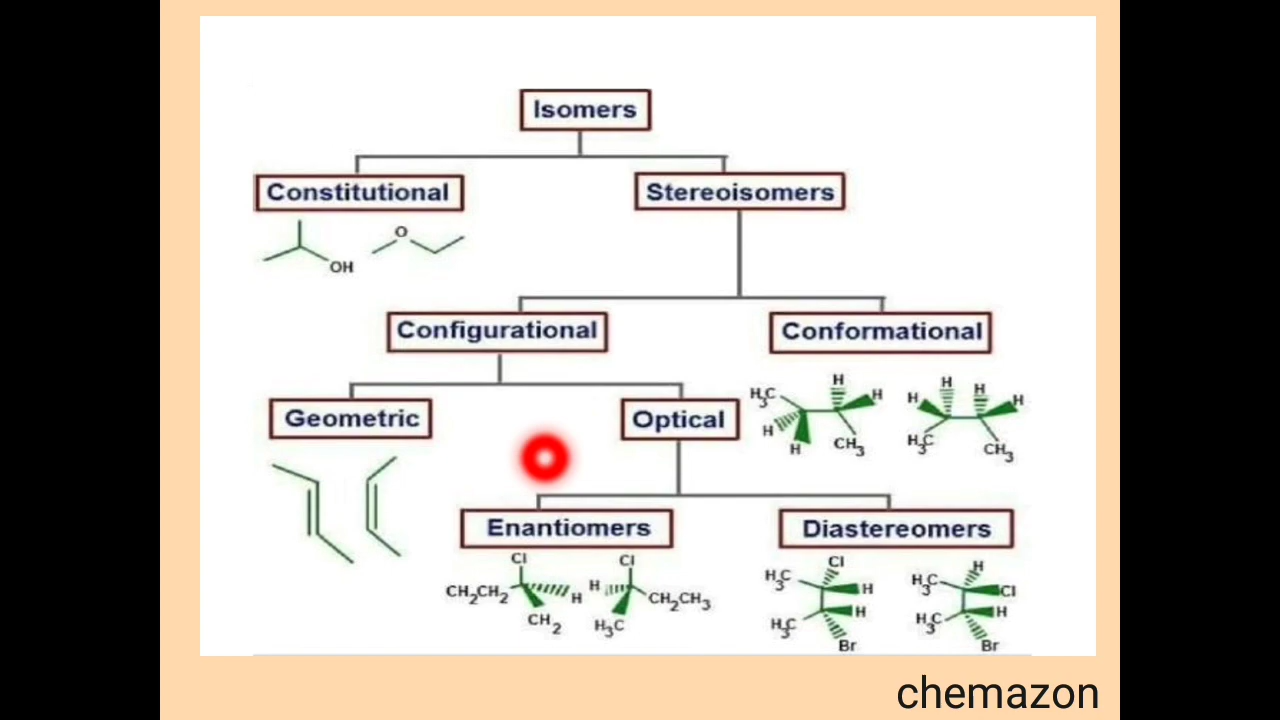 Isomers
Constitutional
Stereoisomers
O
OH
Configurational
Conformational
Geometric
Optical
H₃C
H
H
H
H
CH₃
H
H
H
H
H₃C
CH₃
Enantiomers
Diastereomers
Cl
CH₂CH₂
H
CH₂
Cl
H
CH₂CH₃
H₃C
Cl
H₃C
H
H
H₃C
Br
H
H₃C
Cl
H
H₃C
Br
chemazon